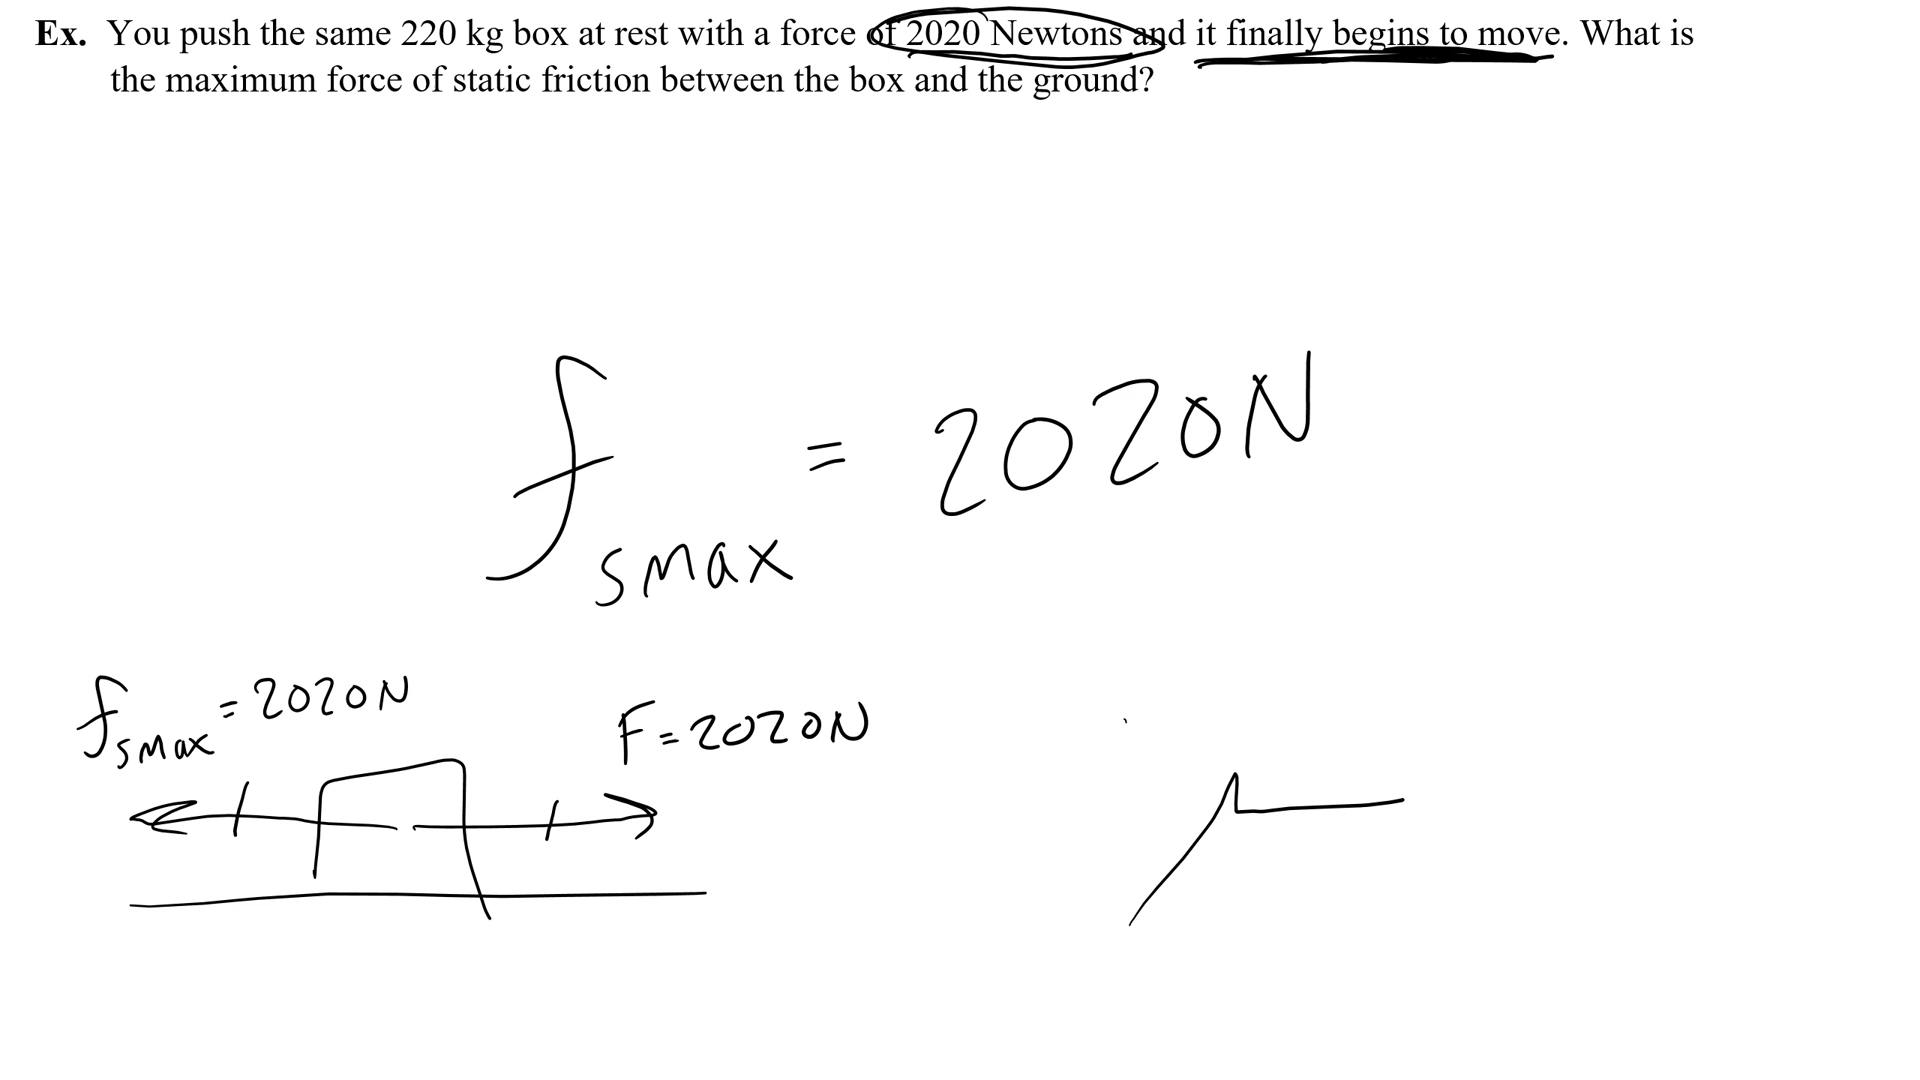 Ex. You push the same 220 kg box at rest with a force of 2020 Newtons and it finally begins to move. What is
the maximum force of static friction between the box and the ground?
f smax = 2020N
f smax = 2020N
F = 2020N